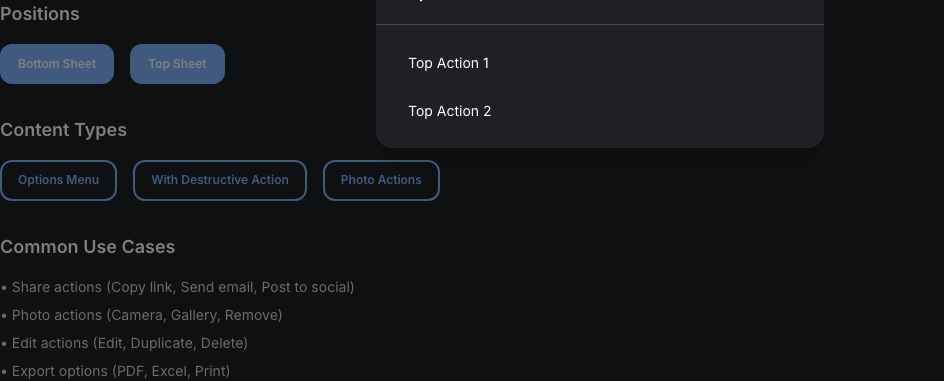 Positions
Bottom Sheet
Top Sheet
Top Action 1
Top Action 2
Content Types
Options Menu
With Destructive Action
Photo Actions
Common Use Cases
• Share actions (Copy link, Send email, Post to social)
• Photo actions (Camera, Gallery, Remove)
• Edit actions (Edit, Duplicate, Delete)
• Export options (PDF, Excel, Print)